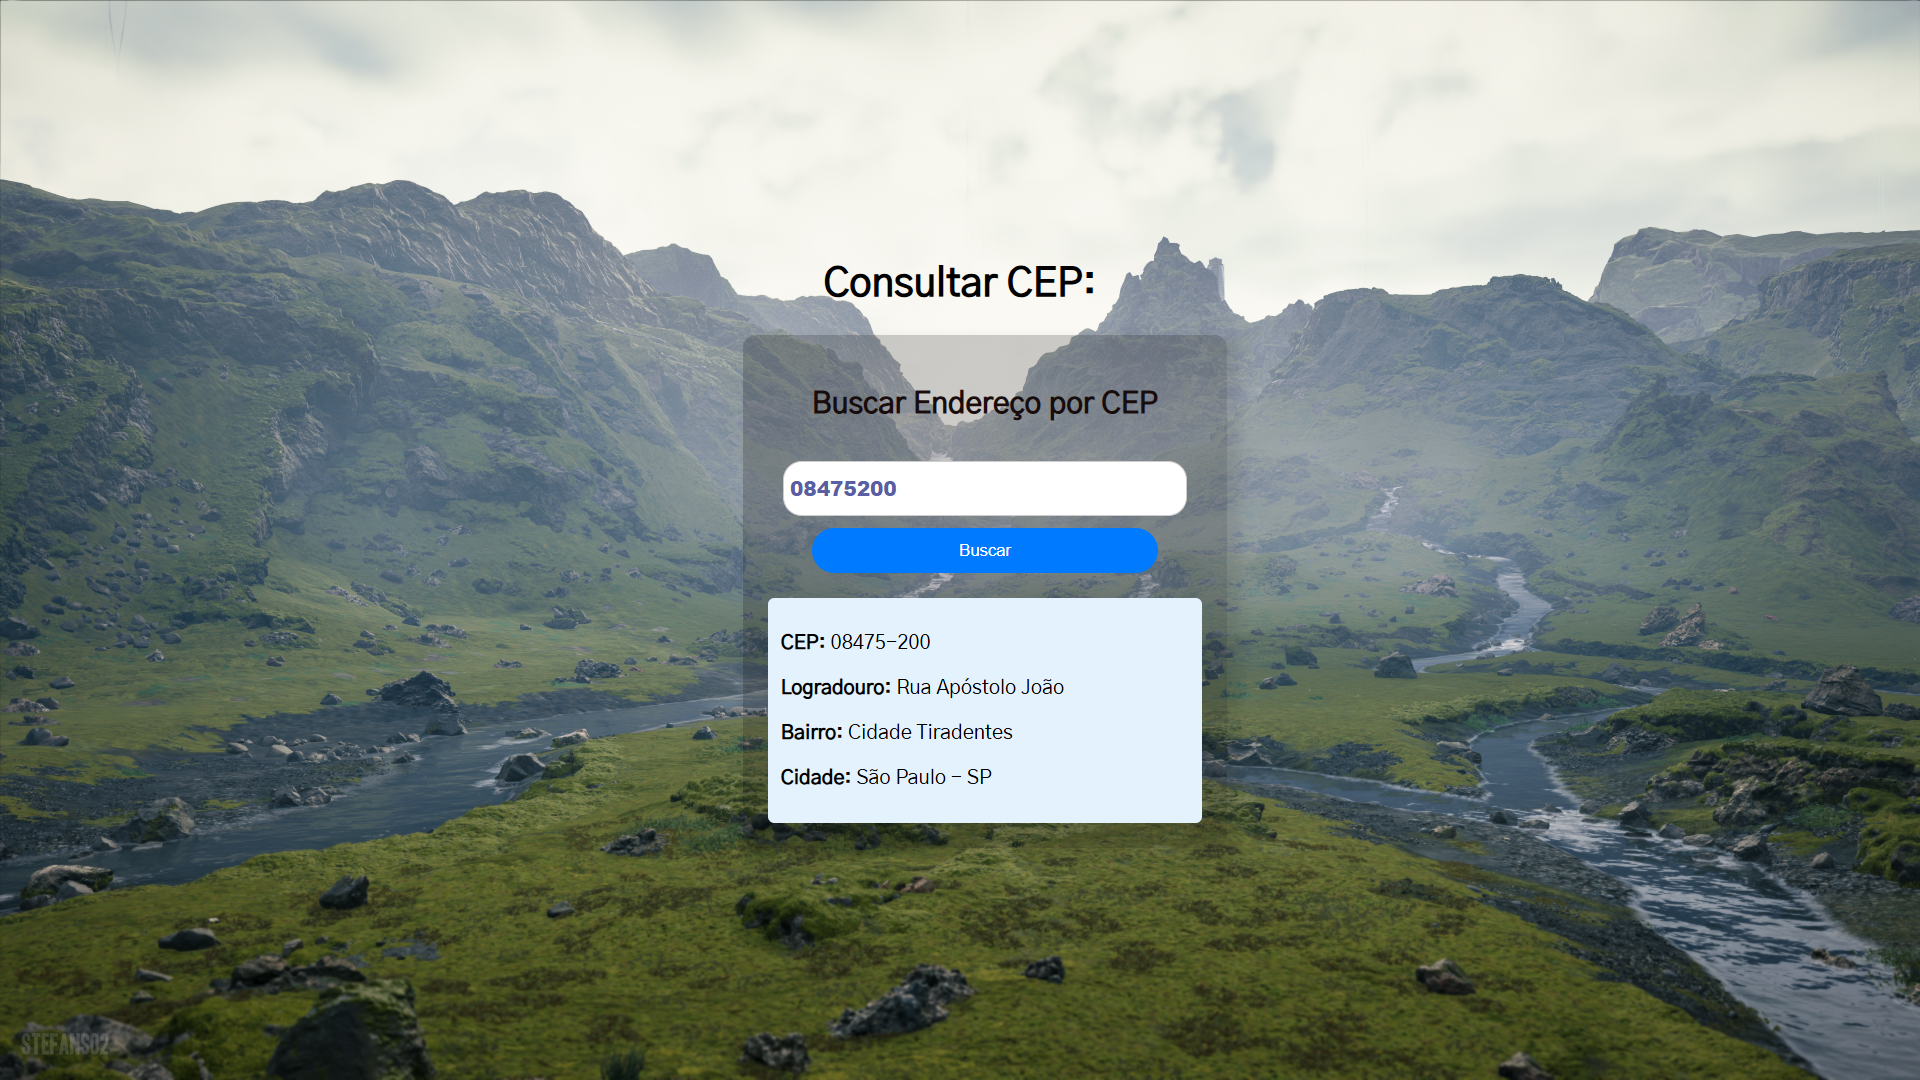 Consultar CEP:
Buscar Endereço por CEP
08475200
Buscar
CEP: 08475-200
Logradouro: Rua Apóstolo João
Bairro: Cidade Tiradentes
Cidade: São Paulo - SP
STEFANS02